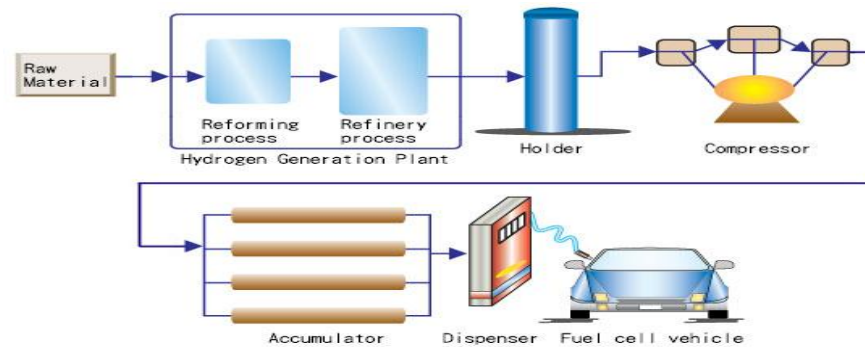 Raw
Material
Reforming
process
Refinery
process
Hydrogen Generation Plant
Holder
Compressor
Accumulator
Dispenser
Fuel cell vehicle